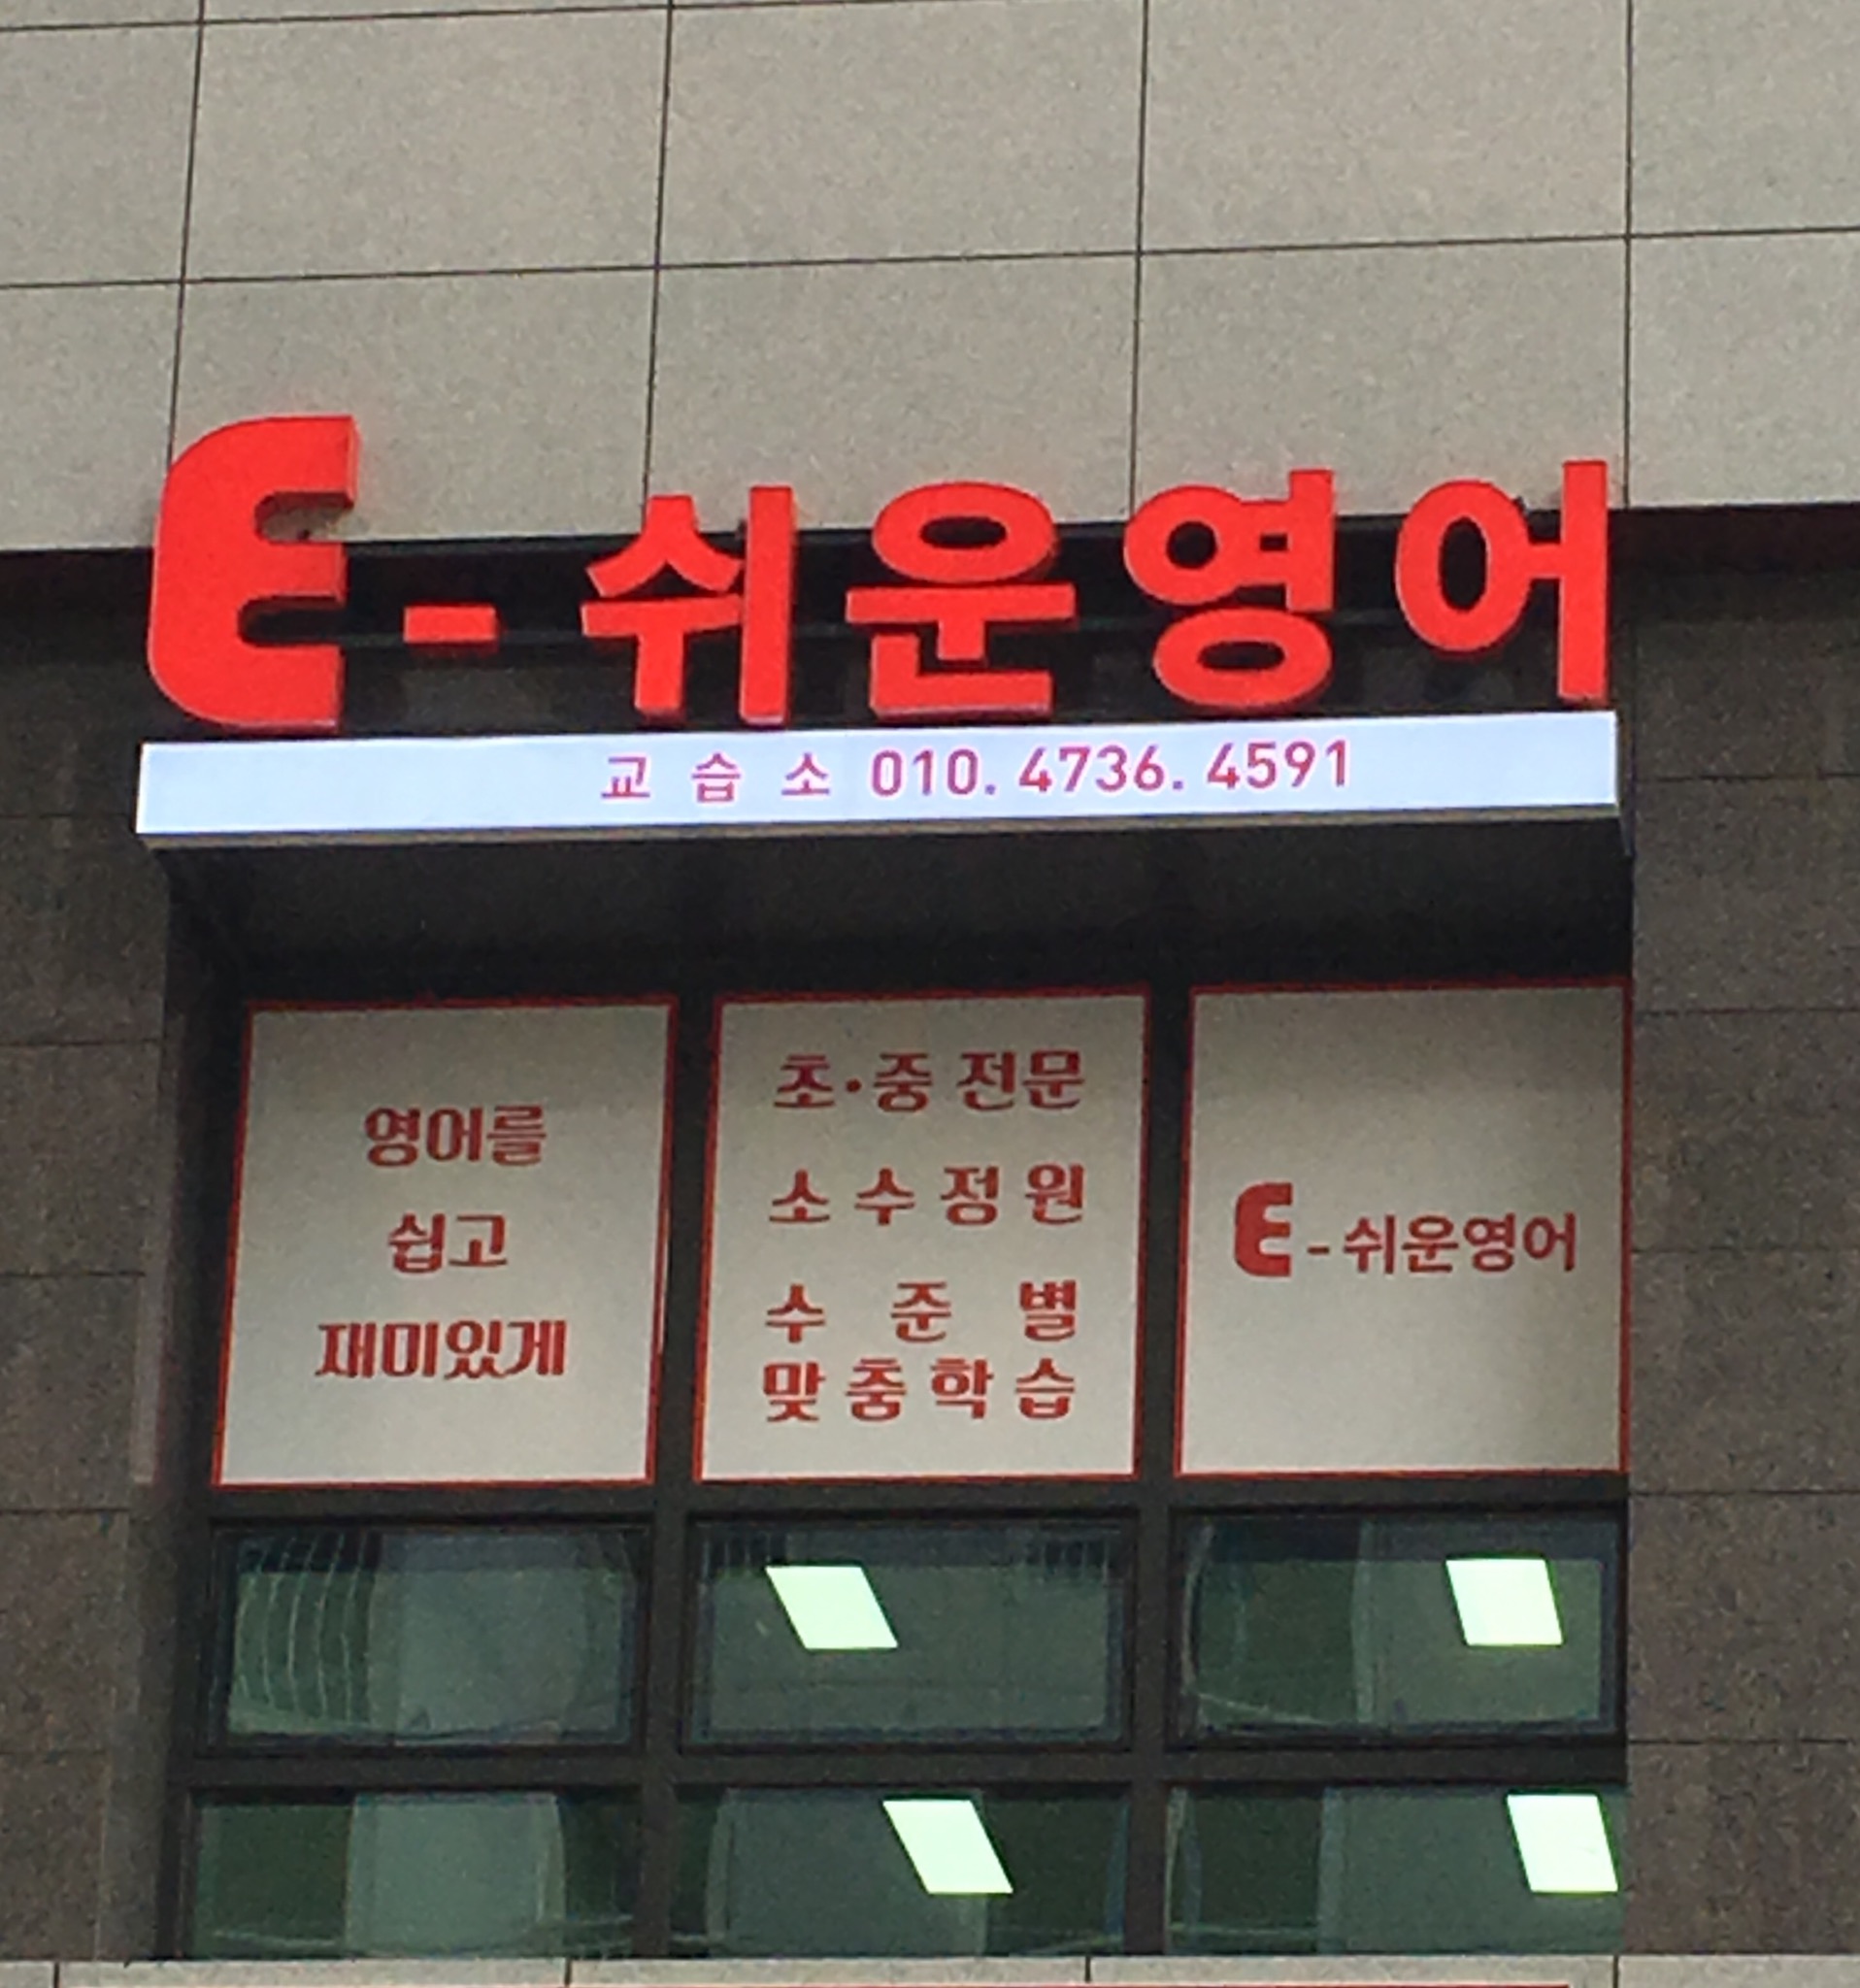 E-쉬운영어
교습소 010. 4736. 4591
영어를
쉽고
재미있게
초·중 전문
소수정원
수준별
맞춤학습
E-쉬운영어